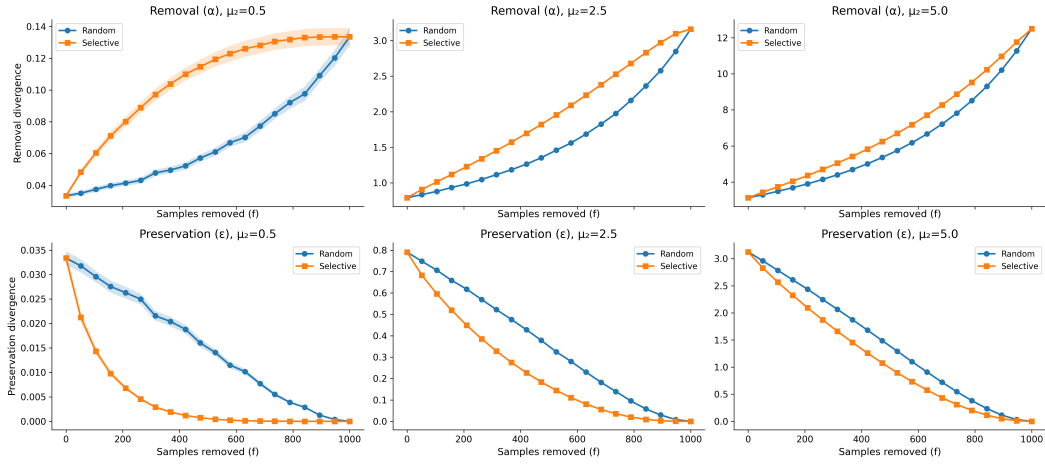 Removal (α), μ₂=0.5
Removal (α), μ₂=2.5
Removal (α), μ₂=5.0
Removal divergence
0.14
0.12
0.10
0.08
0.06
0.04
Random
Selective
Samples removed (f)
3.0
2.5
2.0
1.5
1.0
Random
Selective
Samples removed (f)
12
10
8
6
4
Random
Selective
Samples removed (f)
Preservation (ε), μ₂=0.5
Preservation (ε), μ₂=2.5
Preservation (ε), μ₂=5.0
Preservation divergence
0.035
0.030
0.025
0.020
0.015
0.010
0.005
0.000
Random
Selective
0 200 400 600 800 1000
Samples removed (f)
0.8
0.7
0.6
0.5
0.4
0.3
0.2
0.1
0.0
Random
Selective
0 200 400 600 800 1000
Samples removed (f)
3.0
2.5
2.0
1.5
1.0
0.5
0.0
Random
Selective
0 200 400 600 800 1000
Samples removed (f)